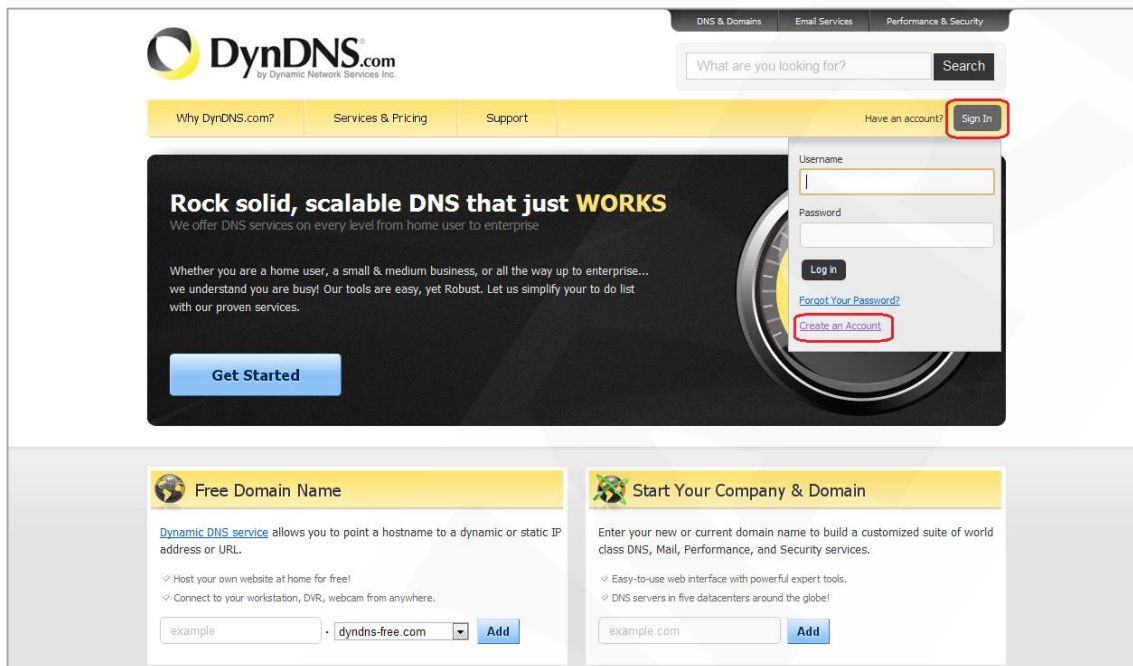 DNS & Domains Email Services Performance & Security
DynDNS.com
by Dynamic Network Services Inc.
What are you looking for? Search
Why DynDNS.com? Services & Pricing Support Have an account? Sign In
Username
Password
Log in
Forgot Your Password?
Create an Account
Rock solid, scalable DNS that just WORKS
We offer DNS services on every level from home user to enterprise
Whether you are a home user, a small & medium business, or all the way up to enterprise...
we understand you are busy! Our tools are easy, yet Robust. Let us simplify your to do list
with our proven services.
Get Started
Free Domain Name
Dynamic DNS service allows you to point a hostname to a dynamic or static IP
address or URL.
Host your own website at home for free!
Connect to your workstation, DVR, webcam from anywhere.
example . dyndns-free.com Add
Start Your Company & Domain
Enter your new or current domain name to build a customized suite of world
class DNS, Mail, Performance, and Security services.
Easy-to-use web interface with powerful expert tools.
DNS servers in five datacenters around the globe!
example.com Add